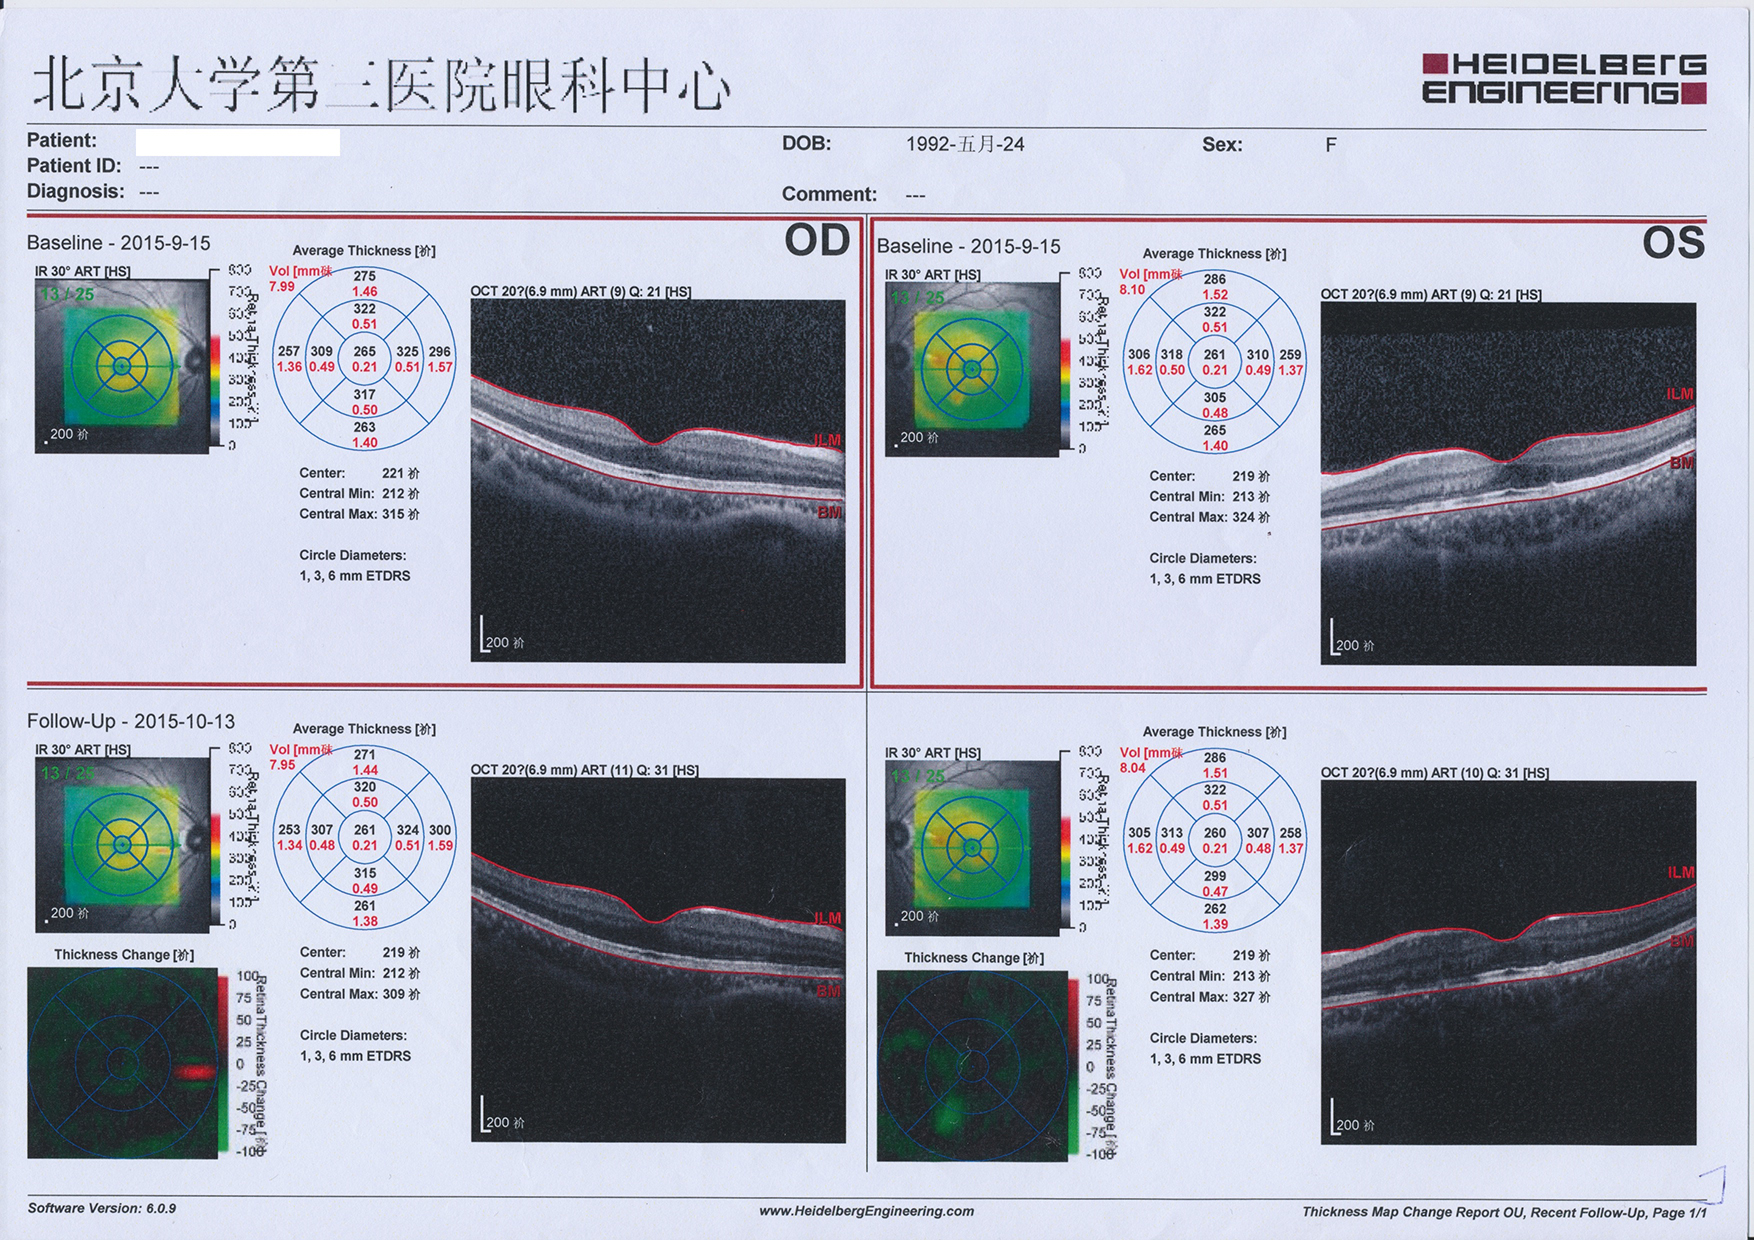 北京大学第三医院眼科中心
HEIDELBERG
ENGINEERING
Patient:
DOB: 1992-五月-24
Sex: F
Patient ID: ---
Diagnosis: ---
Comment: ---
Baseline - 2015-9-15
OD
IR 30° ART [HS]
13 / 25
200 祄
800
700
600
500
400
300
200
100
0
Average Thickness [祄]
Vol [mm硃
7.99
275
1.46
322
0.51
257 309 265 325 296
1.36 0.49 0.21 0.51 1.57
317
0.50
263
1.40
Center: 221 祄
Central Min: 212 祄
Central Max: 315 祄
Circle Diameters:
1, 3, 6 mm ETDRS
OCT 20?(6.9 mm) ART (9) Q: 21 [HS]
ILM
BM
200 祄
Baseline - 2015-9-15
OS
IR 30° ART [HS]
13 / 25
200 祄
800
700
600
500
400
300
200
100
0
Average Thickness [祄]
Vol [mm硃
8.10
286
1.52
322
0.51
306 318 261 310 259
1.62 0.50 0.21 0.49 1.37
305
0.48
265
1.40
Center: 219 祄
Central Min: 213 祄
Central Max: 324 祄
Circle Diameters:
1, 3, 6 mm ETDRS
OCT 20?(6.9 mm) ART (9) Q: 21 [HS]
ILM
BM
200 祄
Follow-Up - 2015-10-13
IR 30° ART [HS]
13 / 25
200 祄
800
700
600
500
400
300
200
100
0
Average Thickness [祄]
Vol [mm硃
7.95
271
1.44
320
0.50
253 307 261 324 300
1.34 0.48 0.21 0.51 1.59
315
0.49
261
1.38
Thickness Change [祄]
100
75
50
25
0
-25
-50
-75
-100
Retina Thickness Change [祄]
Center: 219 祄
Central Min: 212 祄
Central Max: 309 祄
Circle Diameters:
1, 3, 6 mm ETDRS
OCT 20?(6.9 mm) ART (11) Q: 31 [HS]
ILM
BM
200 祄
IR 30° ART [HS]
13 / 25
200 祄
800
700
600
500
400
300
200
100
0
Average Thickness [祄]
Vol [mm硃
8.04
286
1.51
322
0.51
305 313 260 307 258
1.62 0.49 0.21 0.48 1.37
299
0.47
262
1.39
Thickness Change [祄]
100
75
50
25
0
-25
-50
-75
-100
Retina Thickness Change [祄]
Center: 219 祄
Central Min: 213 祄
Central Max: 327 祄
Circle Diameters:
1, 3, 6 mm ETDRS
OCT 20?(6.9 mm) ART (10) Q: 31 [HS]
ILM
BM
200 祄
Software Version: 6.0.9
www.HeidelbergEngineering.com
Thickness Map Change Report OU, Recent Follow-Up, Page 1/1